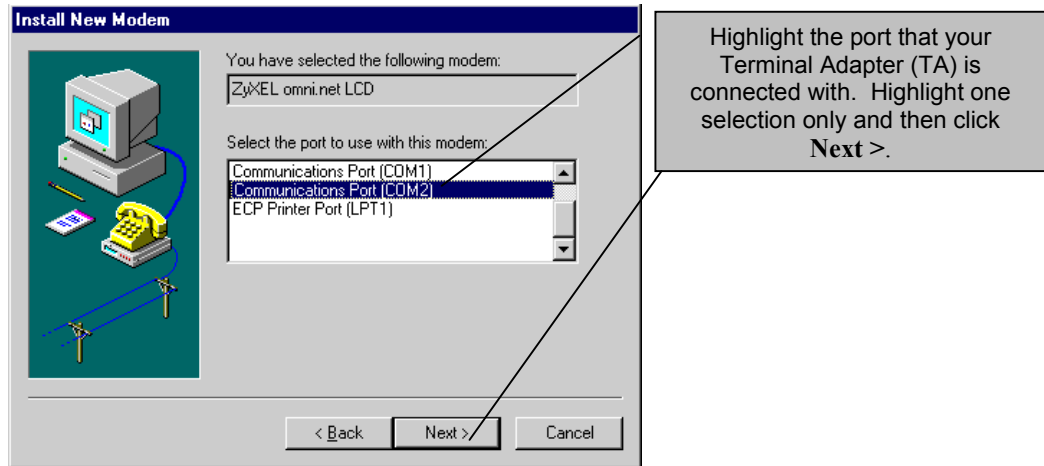 Install New Modem
You have selected the following modem:
ZyXEL omni.net LCD
Select the port to use with this modem:
Communications Port (COM1)
Communications Port (COM2)
ECP Printer Port (LPT1)
< Back
Next >
Cancel
Highlight the port that your
Terminal Adapter (TA) is
connected with. Highlight one
selection only and then click
Next >.